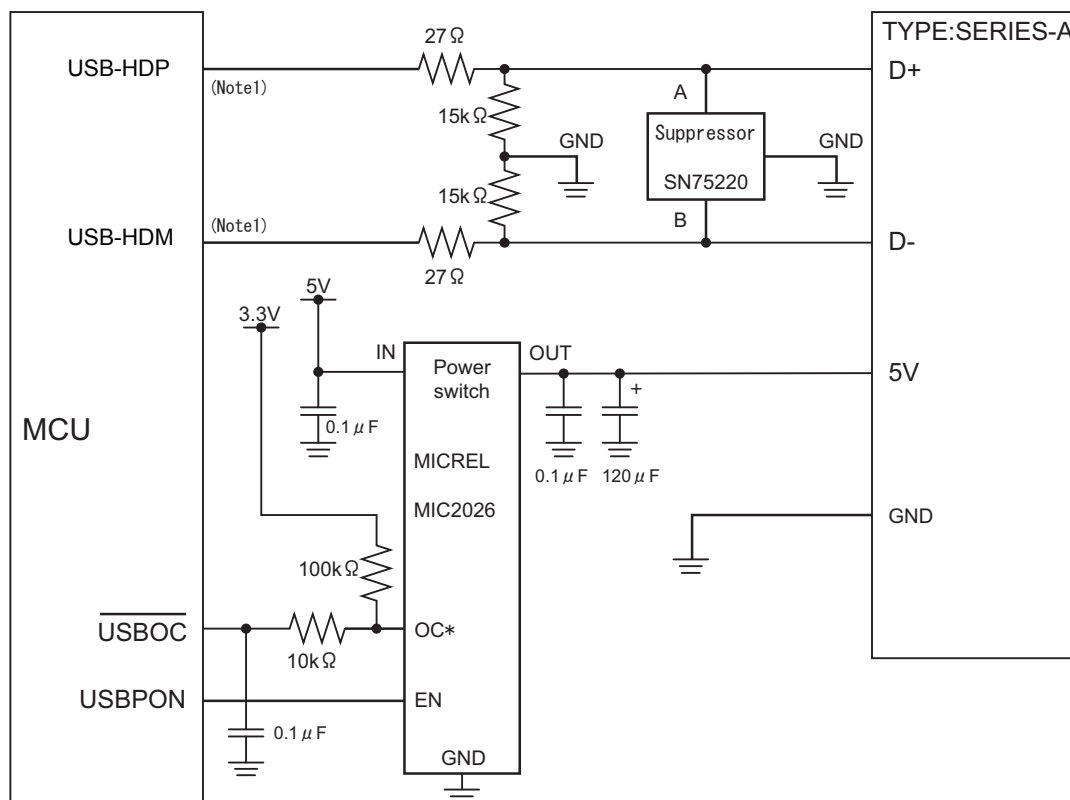 TYPE:SERIES-A
27Ω
USB-HDP
(Note1)
D+
A
15kΩ
Suppressor
SN75220
GND
GND
15kΩ
B
USB-HDM
(Note1)
D-
27Ω
5V
3.3V
IN
Power
switch
OUT
5V
+
0.1μF
MCU
MICREL
MIC2026
0.1μF
120μF
GND
100kΩ
USBOC
OC*
10kΩ
USBPON
EN
0.1μF
GND